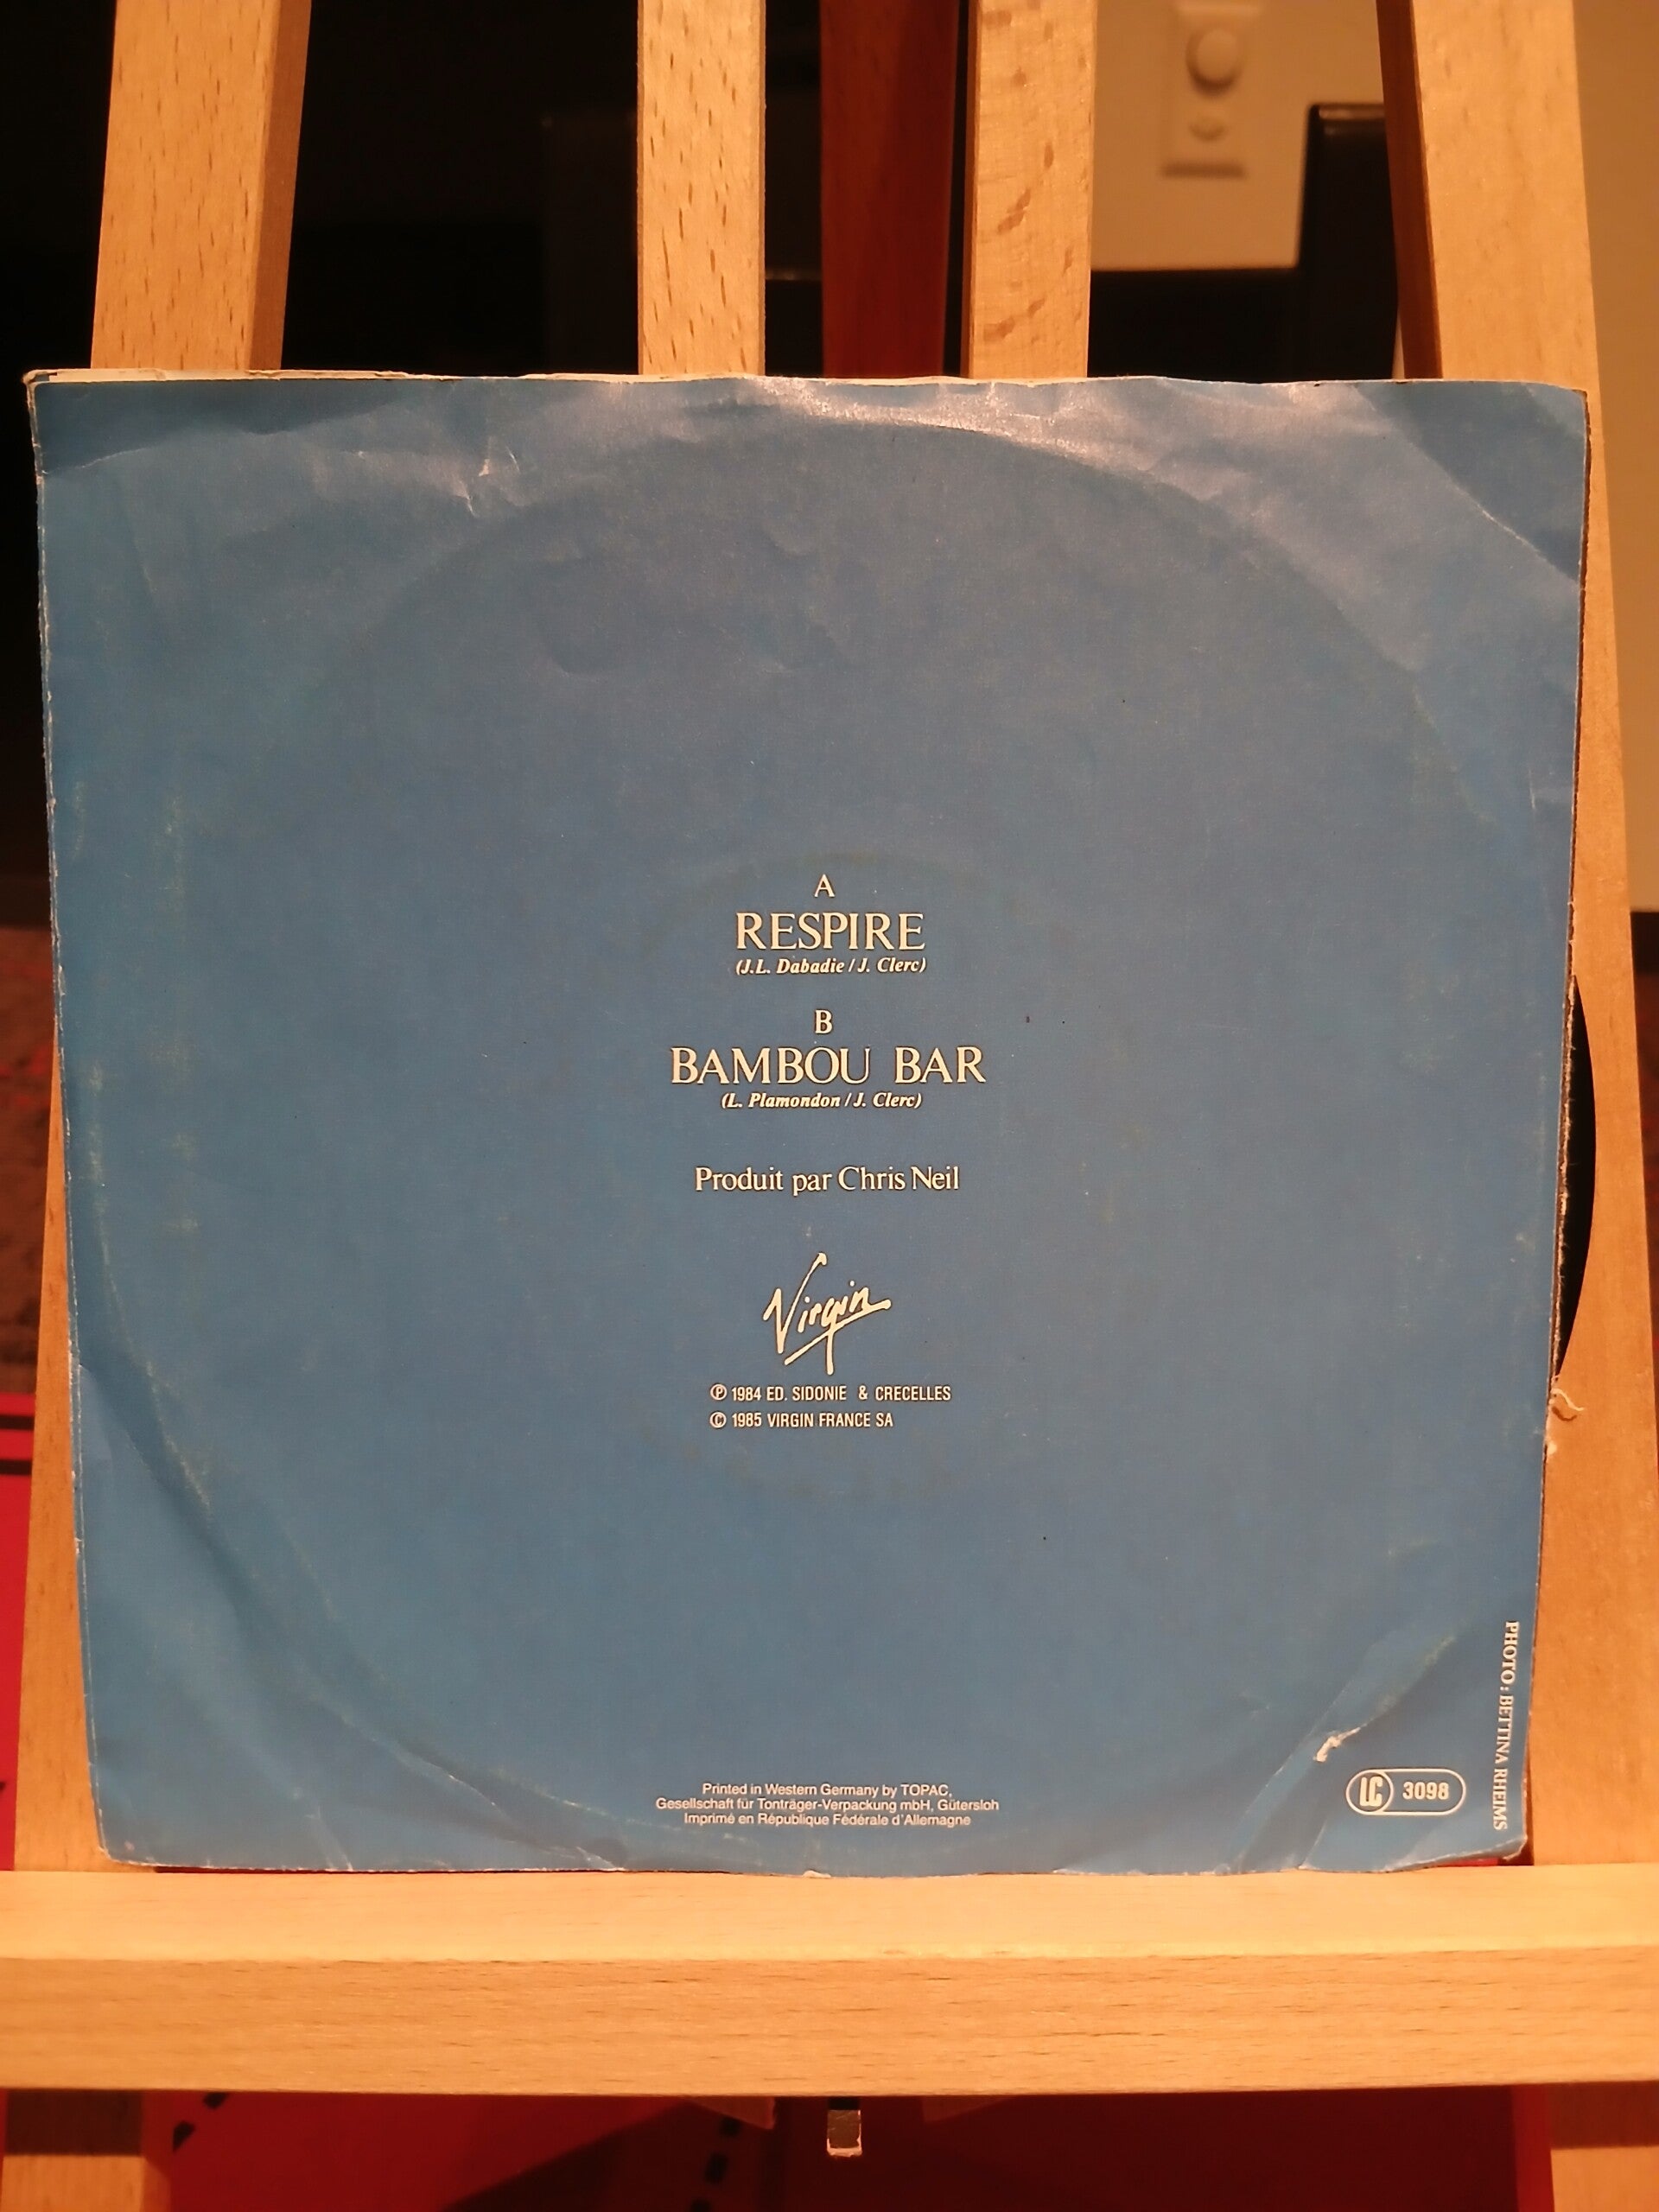 A
RESPIRE
(J.L. Dabadie / J. Clerc)
B
BAMBOU BAR
(L. Plamondon / J. Clerc)
Produit par Chris Neil
Virgin
℗ 1984 ED. SIDONIE & CRECELLES
© 1985 VIRGIN FRANCE SA
Printed in Western Germany by TOPAC,
Gesellschaft für Tonträger-Verpackung mbH, Gütersloh
Imprimé en République Fédérale d'Allemagne
LC 3098
PHOTO : BETTINA RHEIMS